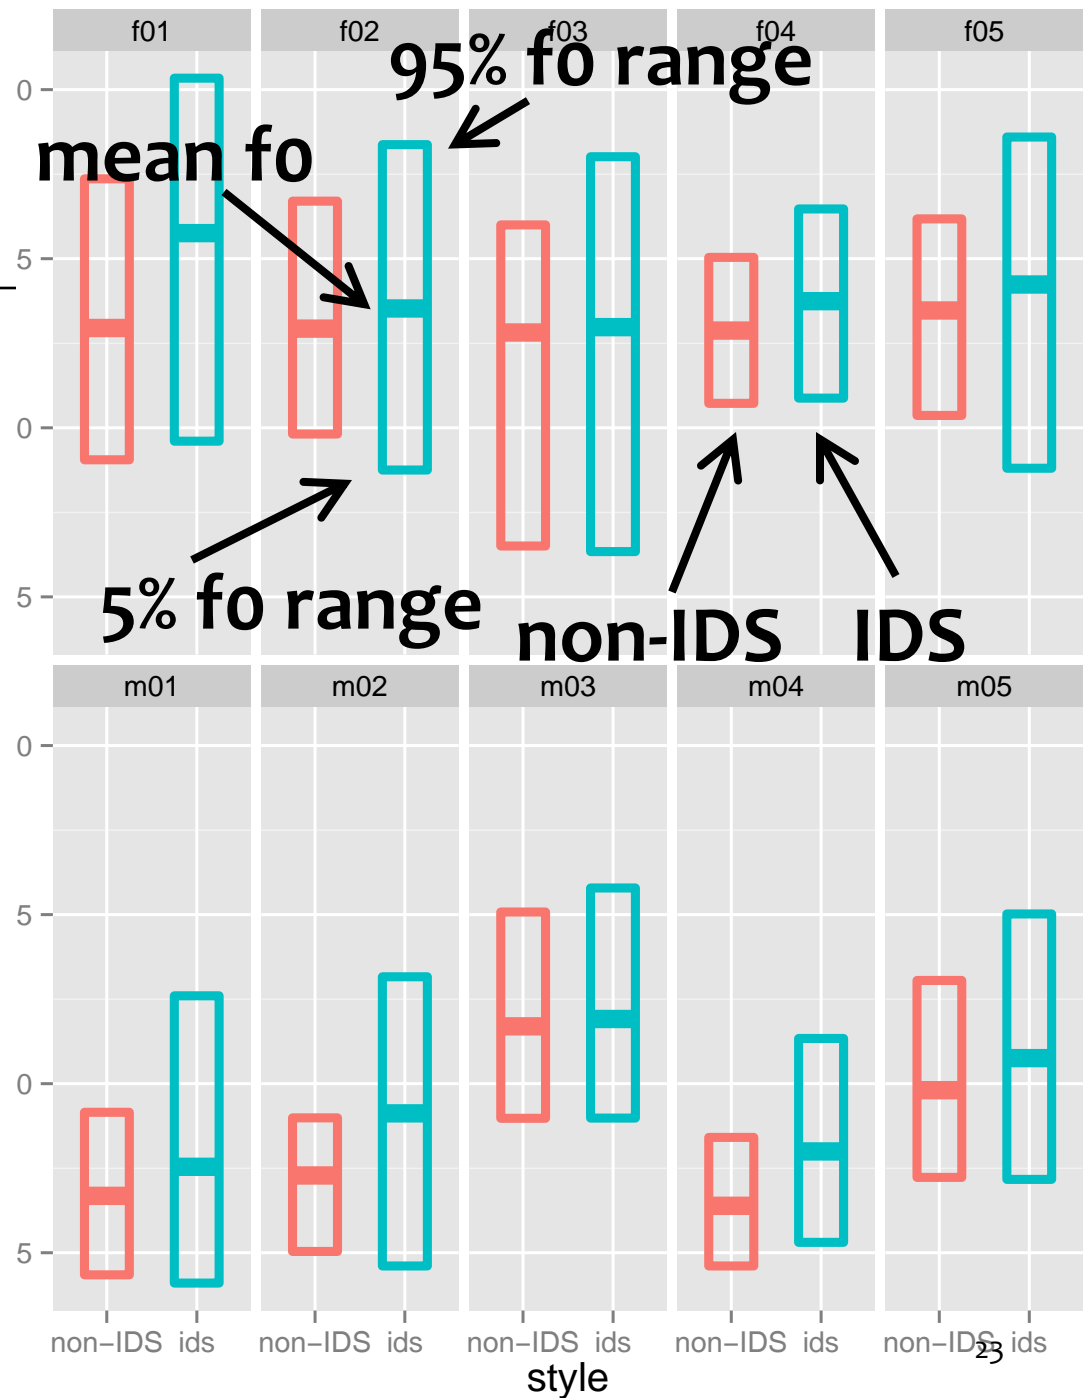 f01 f02 f03 f04 f05
95% f0 range
0
mean f0
5
0
5% f0 range
5
non-IDS IDS
m01 m02 m03 m04 m05
0
5
0
5
non-IDS ids non-IDS ids non-IDS ids non-IDS ids non-IDS ids
23
style